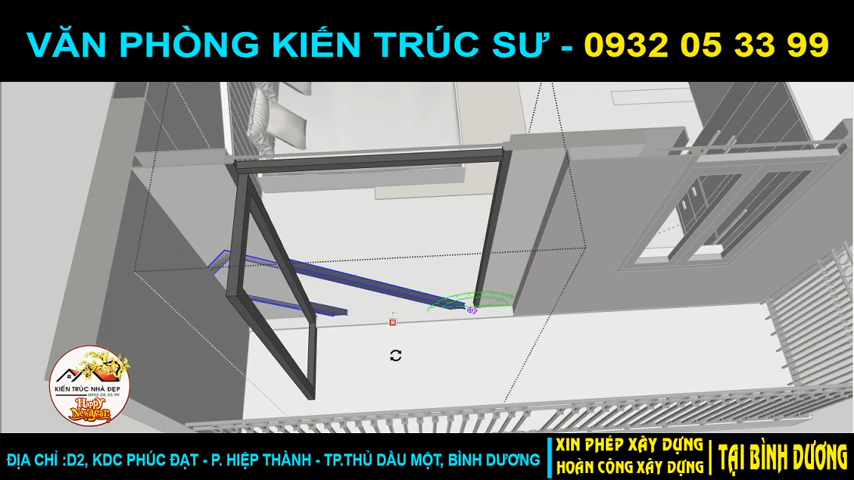 VĂN PHÒNG KIẾN TRÚC SƯ - 0932 05 33 99
KIẾN TRÚC NHÀ ĐẸP
0932 05 33 99
Happy
New Year
ĐỊA CHỈ :D2, KDC PHÚC ĐẠT - P. HIỆP THÀNH - TP.THỦ DẦU MỘT, BÌNH DƯƠNG
XIN PHÉP XÂY DỰNG
HOÀN CÔNG XÂY DỰNG
TẠI BÌNH DƯƠNG